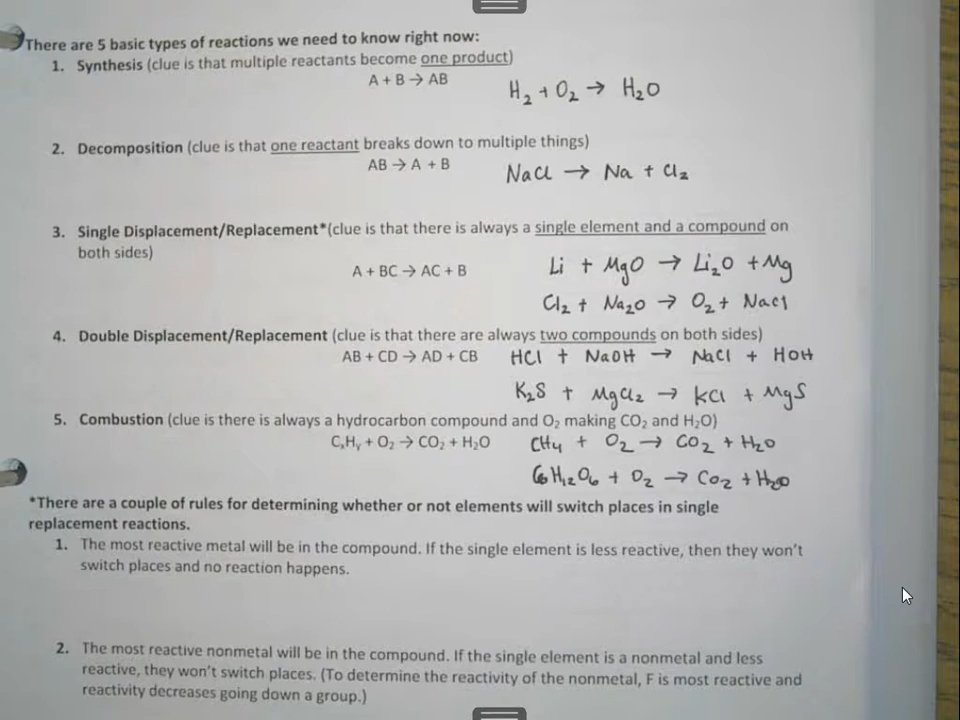 There are 5 basic types of reactions we need to know right now:
1. Synthesis (clue is that multiple reactants become one product)
A + B → AB
H₂ + O₂ → H₂O
2. Decomposition (clue is that one reactant breaks down to multiple things)
AB → A + B
NaCl → Na + Cl₂
3. Single Displacement/Replacement*(clue is that there is always a single element and a compound on
both sides)
A + BC → AC + B
Li + MgO → Li₂O + Mg
Cl₂ + Na₂O → O₂ + NaCl
4. Double Displacement/Replacement (clue is that there are always two compounds on both sides)
AB + CD → AD + CB
HCl + NaOH → NaCl + HOH
K₂S + MgCl₂ → KCl + MgS
5. Combustion (clue is there is always a hydrocarbon compound and O₂ making CO₂ and H₂O)
CₓHᵧ + O₂ → CO₂ + H₂O
CH₄ + O₂ → CO₂ + H₂O
C₆H₁₂O₆ + O₂ → CO₂ + H₂O
*There are a couple of rules for determining whether or not elements will switch places in single
replacement reactions.
1. The most reactive metal will be in the compound. If the single element is less reactive, then they won't
switch places and no reaction happens.
2. The most reactive nonmetal will be in the compound. If the single element is a nonmetal and less
reactive, they won't switch places. (To determine the reactivity of the nonmetal, F is most reactive and
reactivity decreases going down a group.)